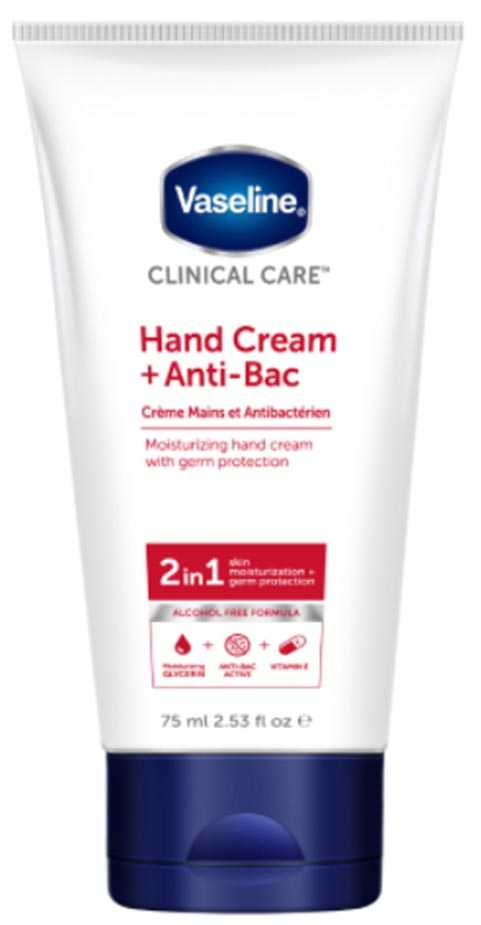 Vaseline®
CLINICAL CARE™
Hand Cream
+ Anti-Bac
Crème Mains et Antibactérien
Moisturizing hand cream
with germ protection
2in1
skin
moisturization +
germ protection
ALCOHOL FREE FORMULA
+ +
Moisturizing
GLYCERIN
ANTI-BAC
ACTIVE
VITAMIN E
75 ml 2.53 fl oz ℮